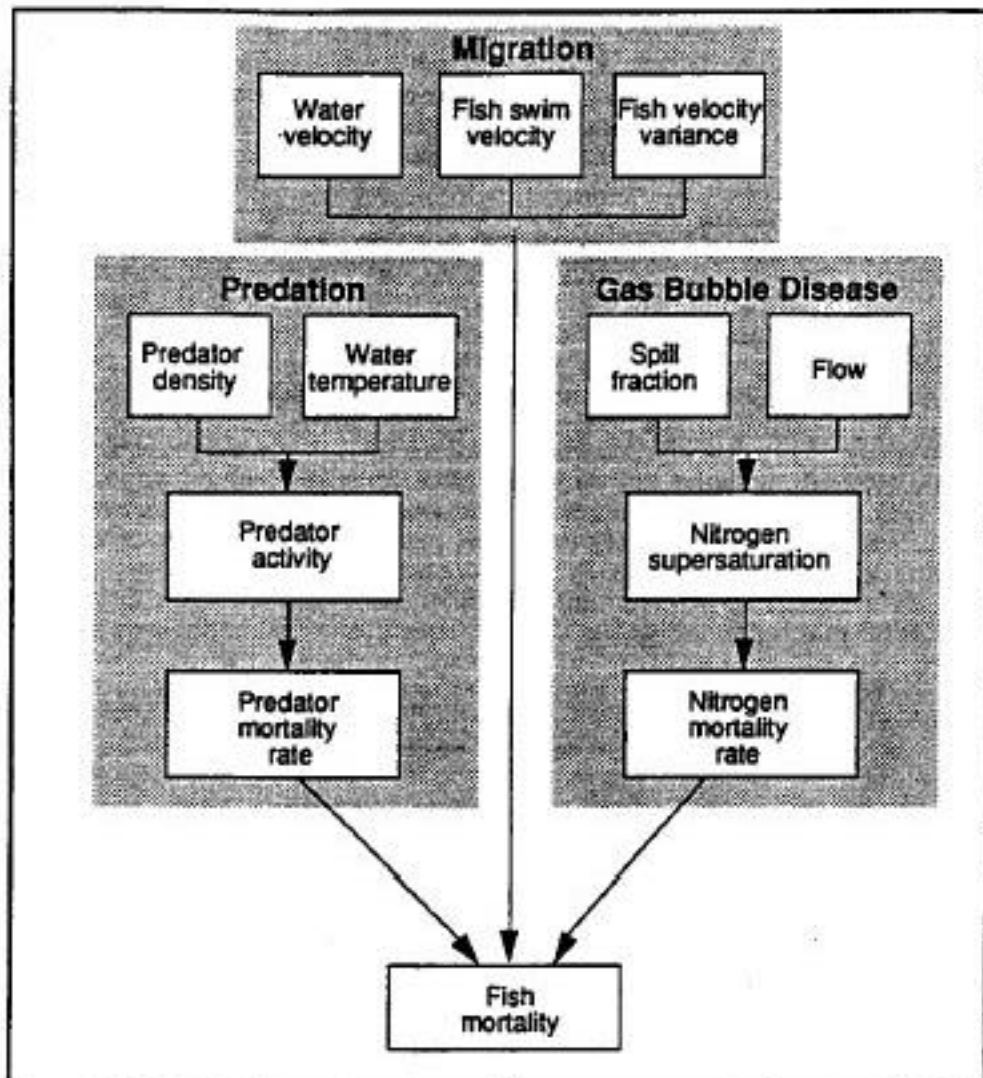 Migration
Water
velocity
Fish swim
velocity
Fish velocity
variance
Predation
Predator
density
Water
temperature
Predator
activity
Predator
mortality
rate
Gas Bubble Disease
Spill
fraction
Flow
Nitrogen
supersaturation
Nitrogen
mortality
rate
Fish
mortality